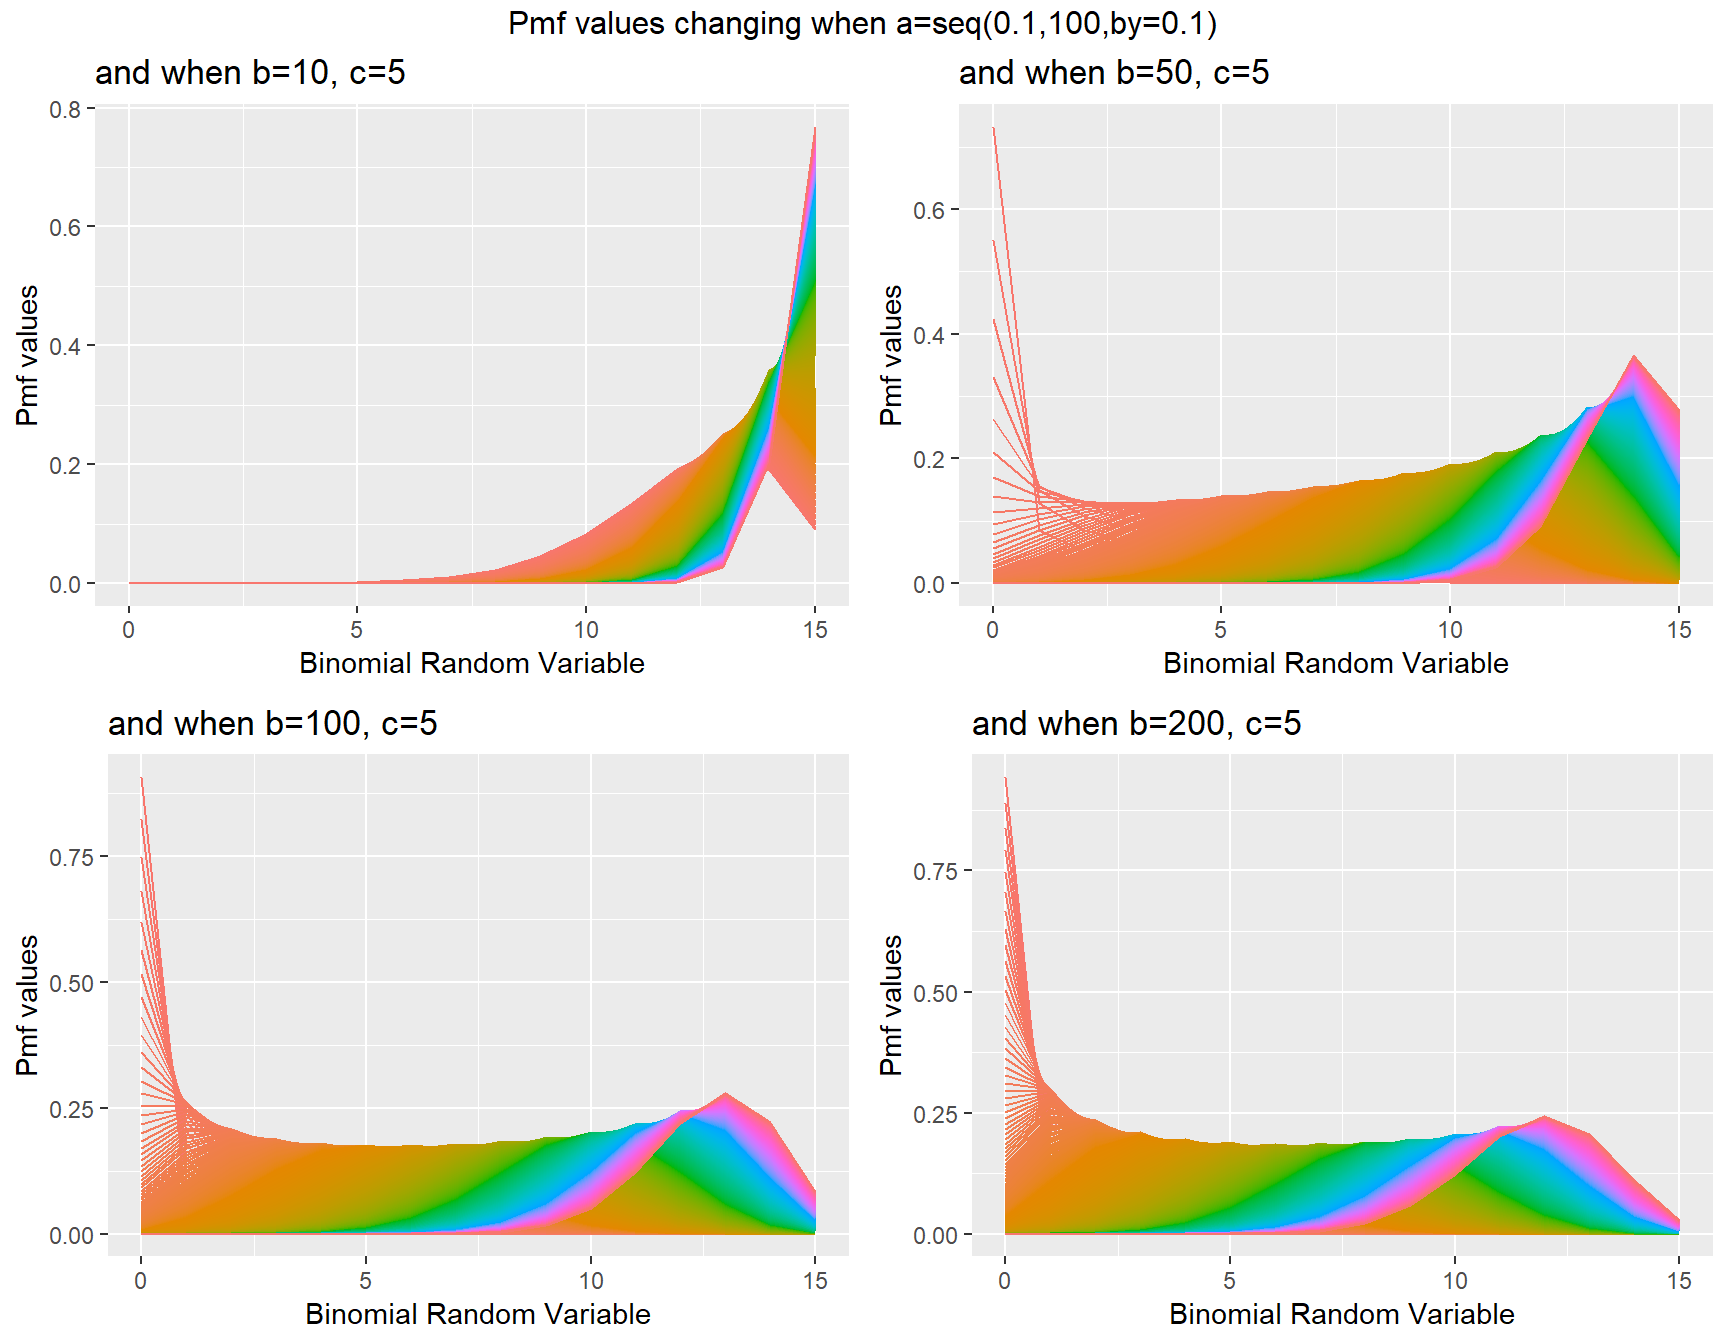 Pmf values changing when a=seq(0.1,100,by=0.1)
and when b=10, c=5
0.8
0.6
0.4
0.2
0.0
Pmf values
0 5 10 15
Binomial Random Variable
and when b=50, c=5
0.6
0.4
0.2
0.0
Pmf values
0 5 10 15
Binomial Random Variable
and when b=100, c=5
0.75
0.50
0.25
0.00
Pmf values
0 5 10 15
Binomial Random Variable
and when b=200, c=5
0.75
0.50
0.25
0.00
Pmf values
0 5 10 15
Binomial Random Variable